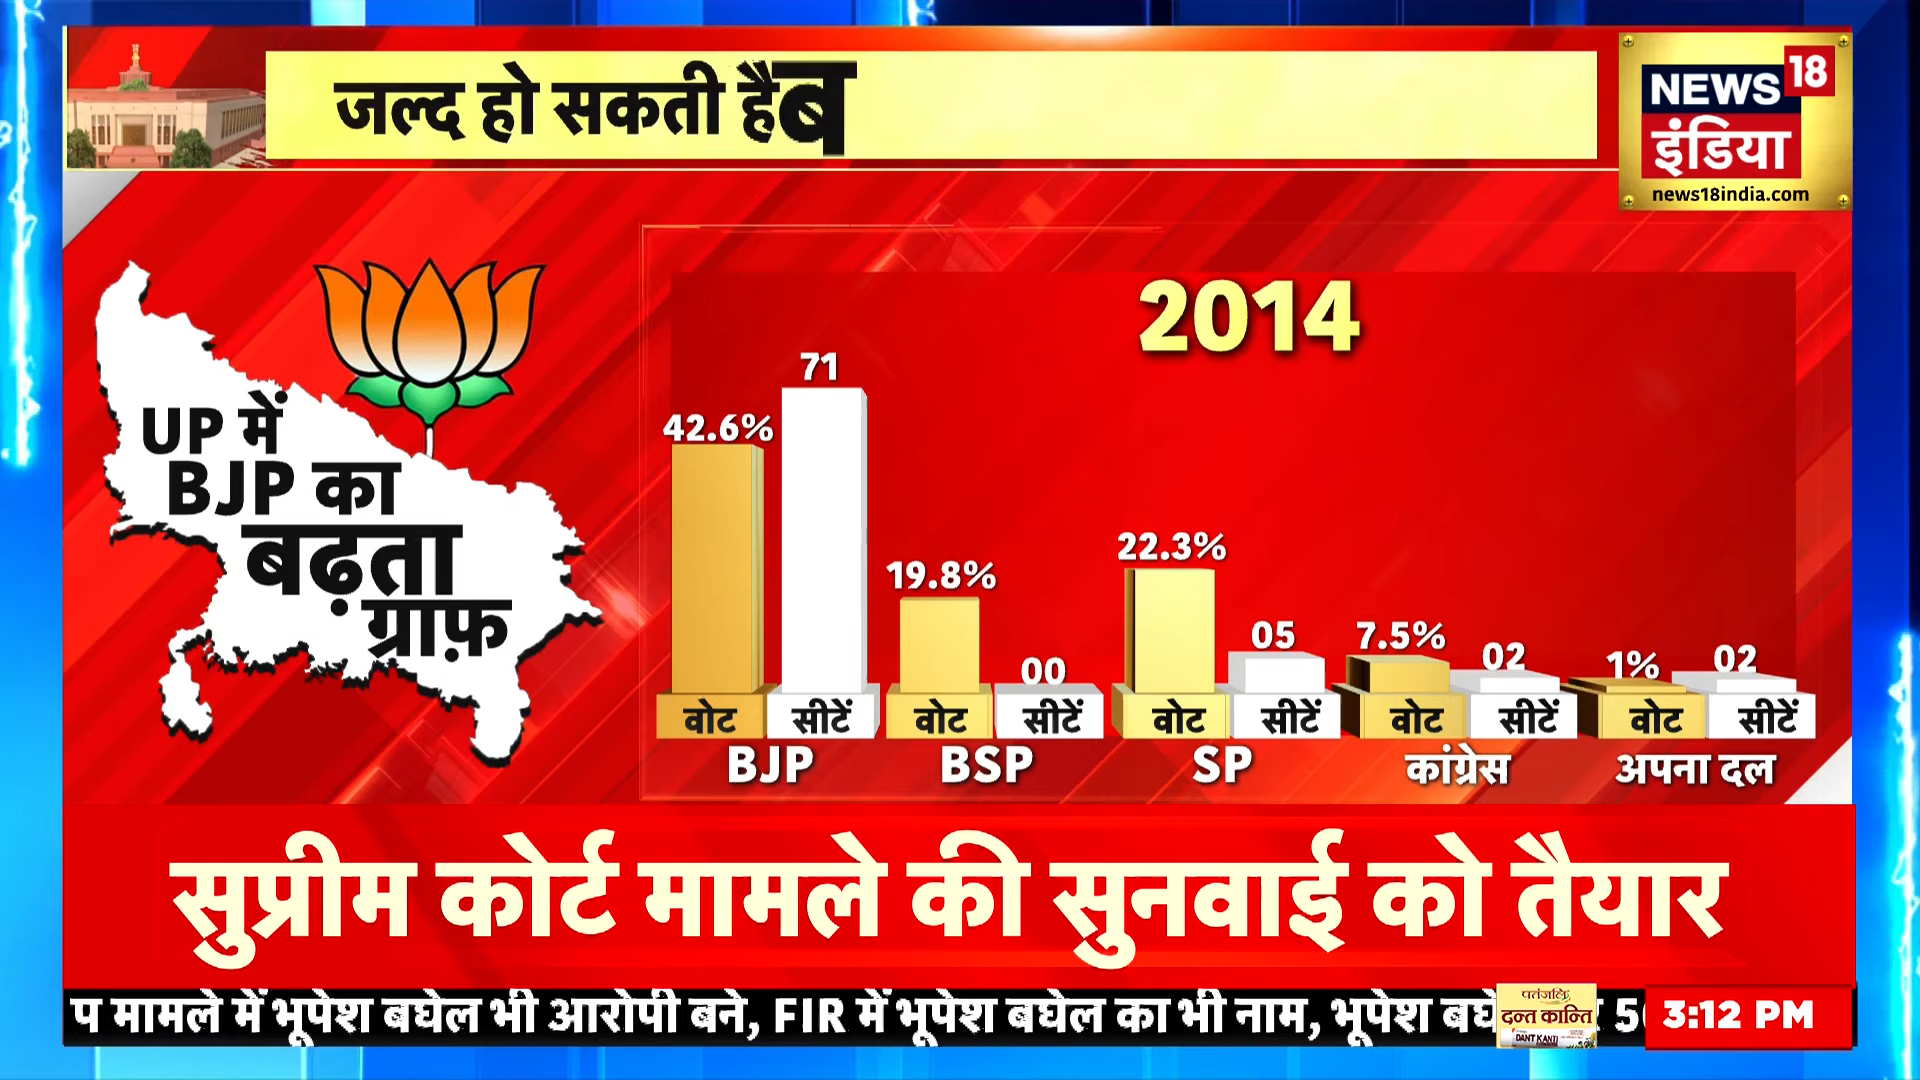 जल्द हो सकती है ब
NEWS 18
इंडिया
news18india.com
UP में
BJP का
बढ़ता
ग्राफ़
2014
42.6% 71 19.8% 00 22.3% 05 7.5% 02 1% 02
वोट सीटें वोट सीटें वोट सीटें वोट सीटें वोट सीटें
BJP BSP SP कांग्रेस अपना दल
सुप्रीम कोर्ट मामले की सुनवाई को तैयार
प मामले में भूपेश बघेल भी आरोपी बने, FIR में भूपेश बघेल का भी नाम, भूपेश बघे
पतंजलि
दन्त कान्ति
DANT KANTI
3:12 PM